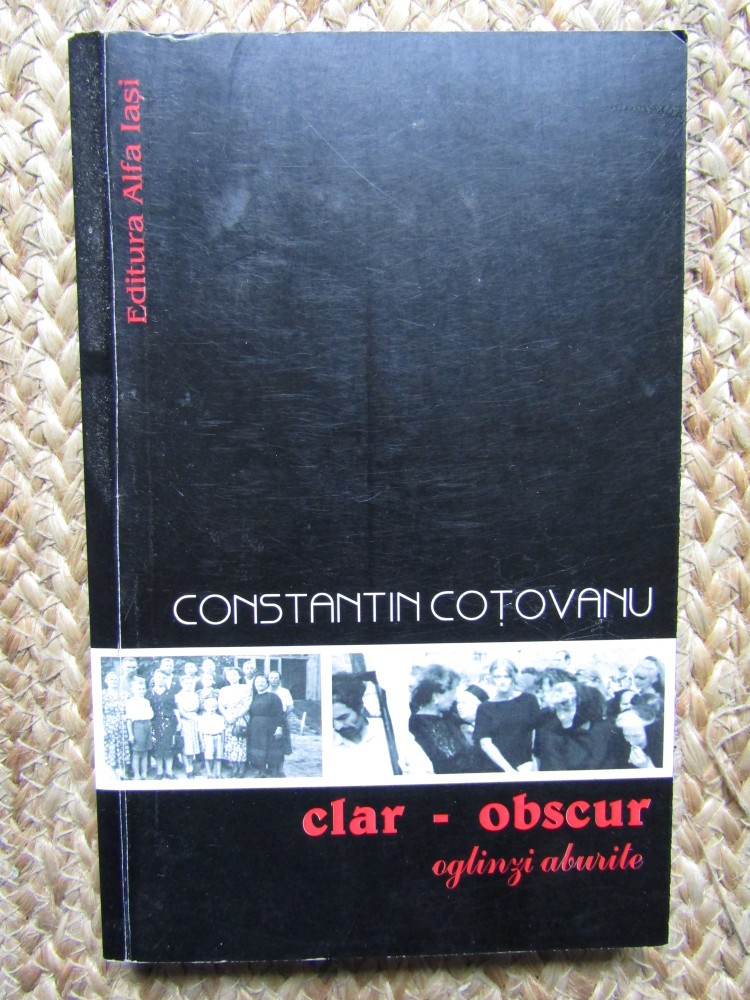 Editura Alfa Iași
CONSTANTIN COȚOVANU
clar - obscur
oglinzi aburite